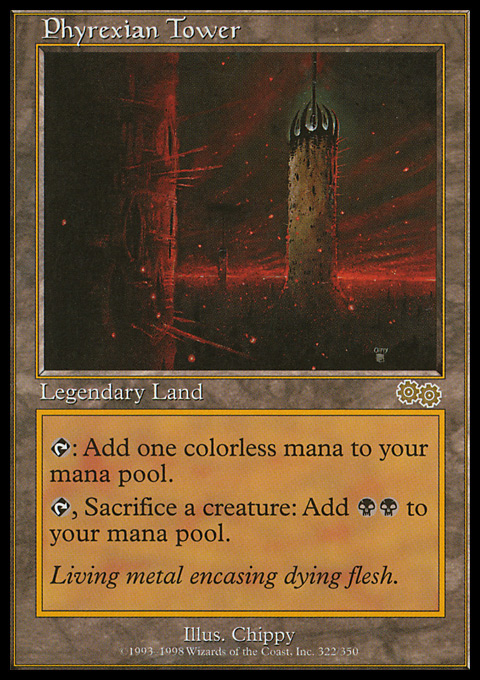 Phyrexian Tower
Chippy
Legendary Land
: Add one colorless mana to your
mana pool.
, Sacrifice a creature: Add to
your mana pool.
Living metal encasing dying flesh.
Illus. Chippy
©1993-1998 Wizards of the Coast, Inc. 322/350